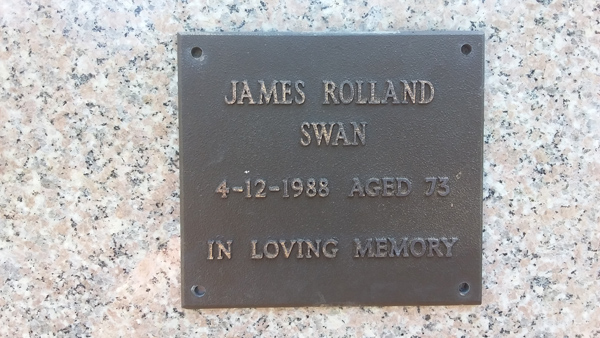 JAMES ROLLAND
SWAN
4-12-1988 AGED 73
IN LOVING MEMORY